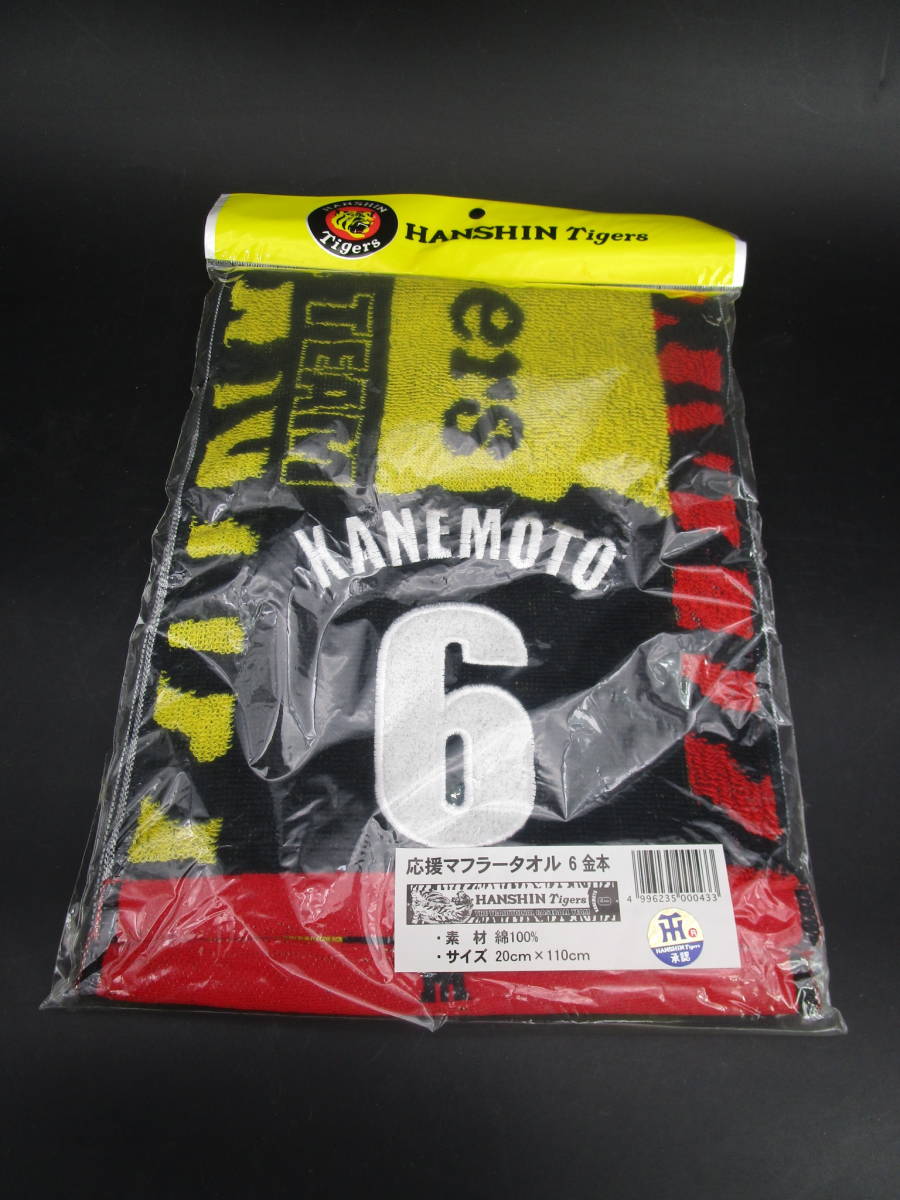 HANSHIN
Tigers
HANSHIN Tigers
TEAM
ers
KANEMOTO
6
応援マフラータオル 6 金本
HANSHIN Tigers
・素 材 綿100%
・サイズ 20cm×110cm
4 996235 000433
HANSHIN Tigers
承認